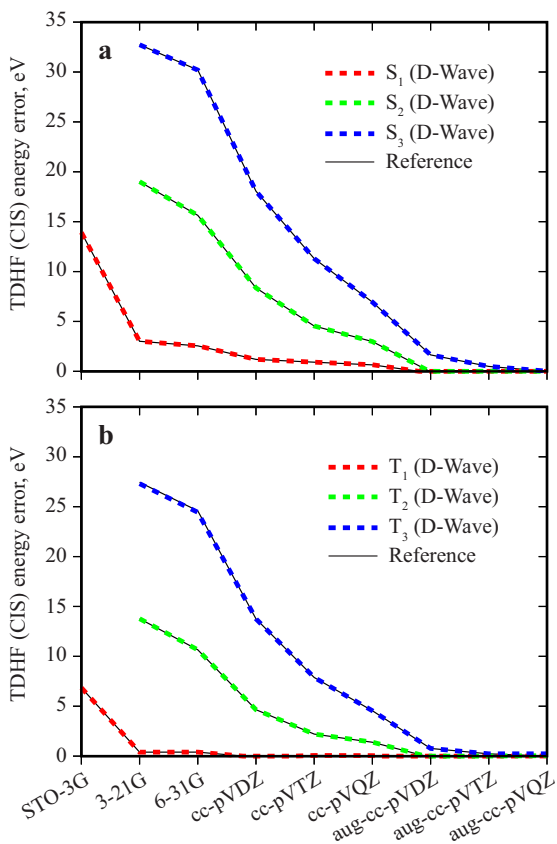 35
30
25
20
15
10
5
0
TDHF (CIS) energy error, eV
a
S1 (D-Wave)
S2 (D-Wave)
S3 (D-Wave)
Reference
35
30
25
20
15
10
5
0
TDHF (CIS) energy error, eV
b
T1 (D-Wave)
T2 (D-Wave)
T3 (D-Wave)
Reference
STO-3G
3-21G
6-31G
cc-pVDZ
cc-pVTZ
cc-pVQZ
aug-cc-pVDZ
aug-cc-pVTZ
aug-cc-pVQZ